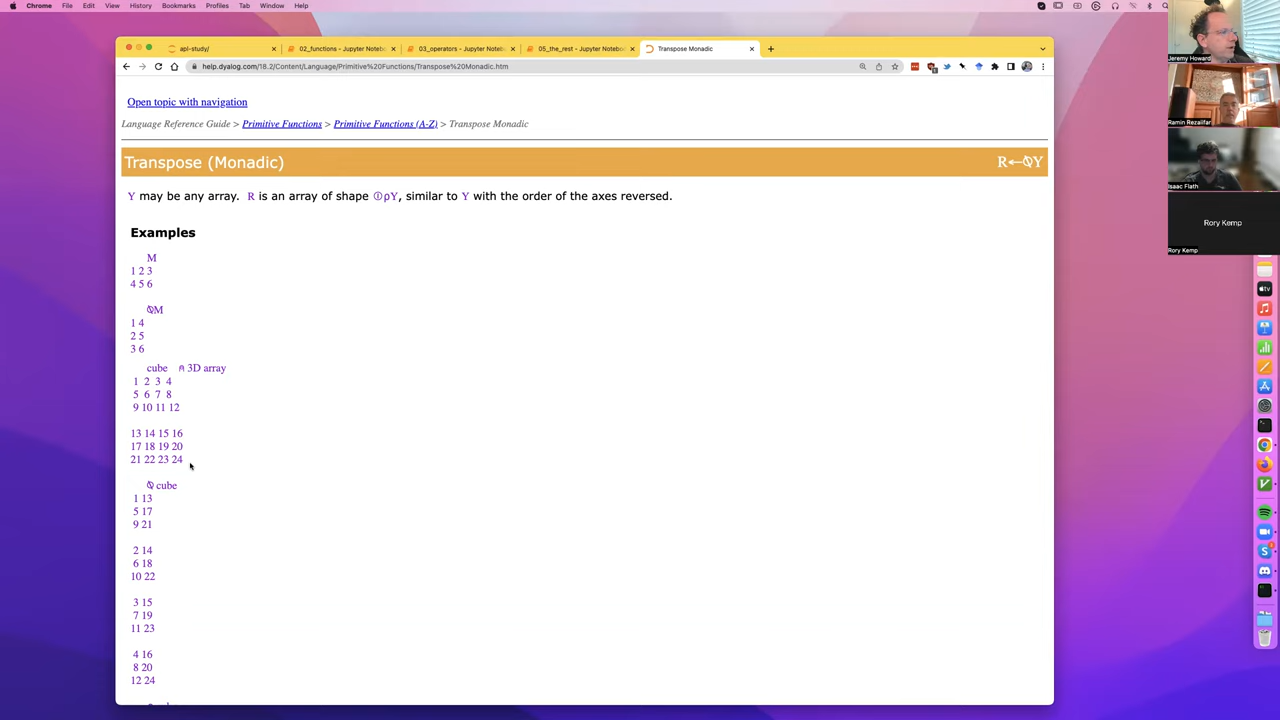 Chrome File Edit View History Bookmarks Profiles Tab Window Help
apl-study/
02_functions - Jupyter Notebo
03_operators - Jupyter Notebo
05_the_rest - Jupyter Notebo
Transpose Monadic
help.dyalog.com/18.2/Content/Language/Primitive%20Functions/Transpose%20Monadic.htm
Open topic with navigation
Language Reference Guide > Primitive Functions > Primitive Functions (A-Z) > Transpose Monadic
Transpose (Monadic) R←⍉Y
Y may be any array. R is an array of shape ⌽⍴Y, similar to Y with the order of the axes reversed.
Examples
M
1 2 3
4 5 6
⍉M
1 4
2 5
3 6
cube ⍝ 3D array
1 2 3 4
5 6 7 8
9 10 11 12
13 14 15 16
17 18 19 20
21 22 23 24
⍉ cube
1 13
5 17
9 21
2 14
6 18
10 22
3 15
7 19
11 23
4 16
8 20
12 24
Jeremy Howard
Ramin Rezaiifar
Isaac Flath
Rory Kemp
Rory Kemp